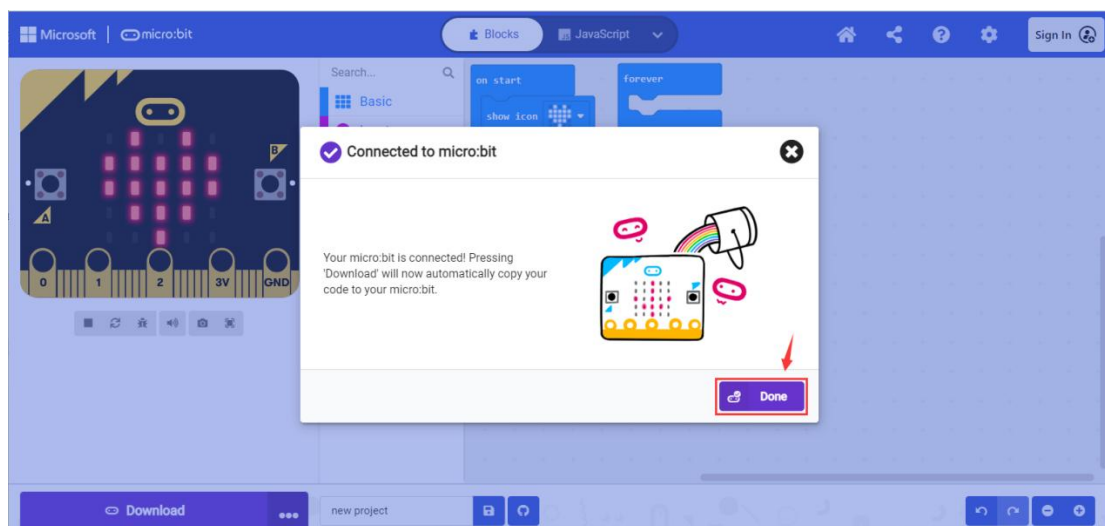 Microsoft micro:bit Blocks JavaScript Sign In
Search...
Basic
on start
forever
show icon
Connected to micro:bit
B
A
Your micro:bit is connected! Pressing
'Download' will now automatically copy your
code to your micro:bit.
0 1 2 3V GND
Done
Download
new project